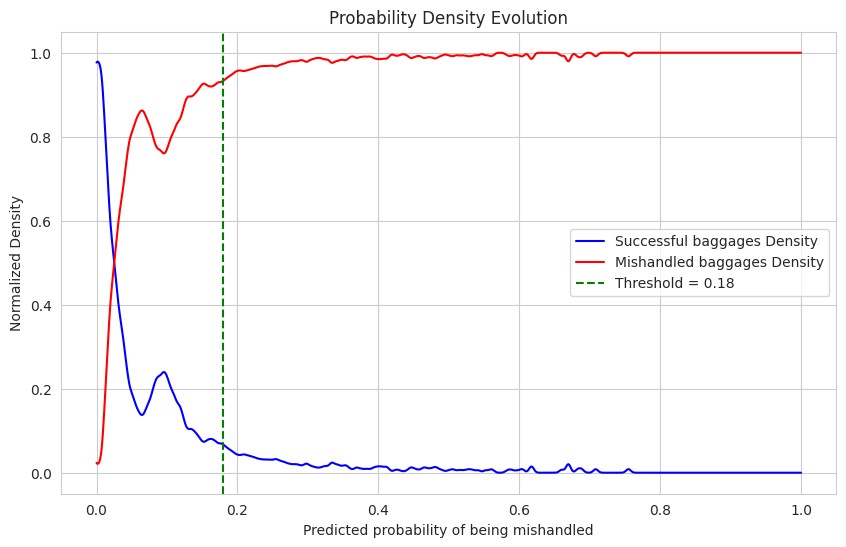 Probability Density Evolution
Normalized Density
1.0
0.8
0.6
0.4
0.2
0.0
Successful baggages Density
Mishandled baggages Density
Threshold = 0.18
0.0 0.2 0.4 0.6 0.8 1.0
Predicted probability of being mishandled